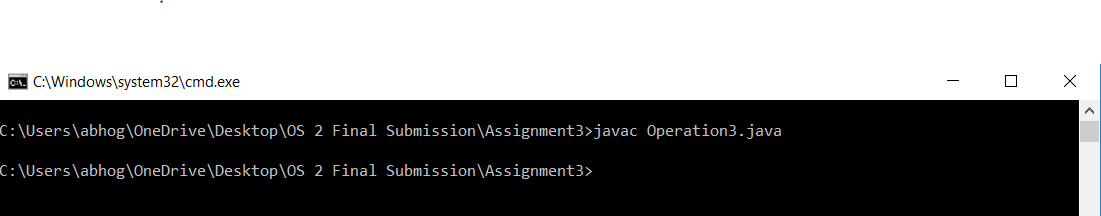 C:\Windows\system32\cmd.exe
C:\Users\abhog\OneDrive\Desktop\OS 2 Final Submission\Assignment3>javac Operation3.java
C:\Users\abhog\OneDrive\Desktop\OS 2 Final Submission\Assignment3>